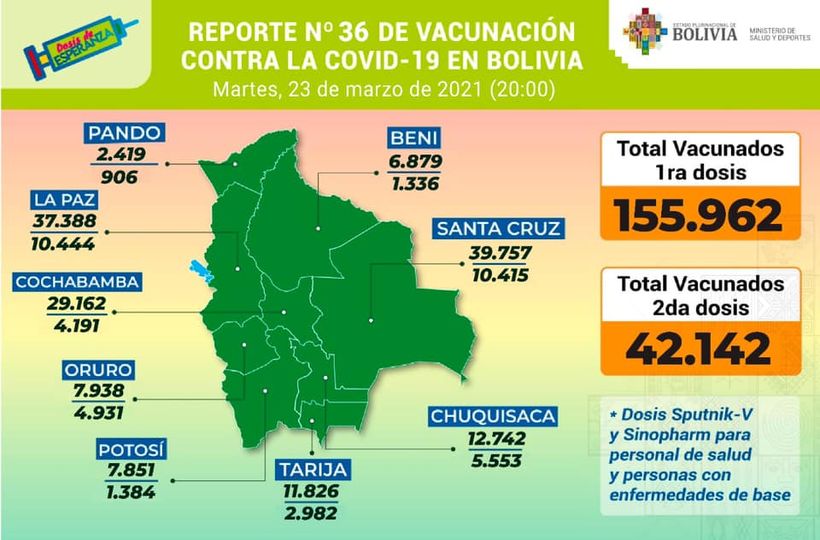 Dosis de
ESPERANZA
REPORTE Nº 36 DE VACUNACIÓN
CONTRA LA COVID-19 EN BOLIVIA
Martes, 23 de marzo de 2021 (20:00)
ESTADO PLURINACIONAL DE
BOLIVIA
MINISTERIO DE
SALUD Y DEPORTES
PANDO
2.419
906
BENI
6.879
1.336
LA PAZ
37.388
10.444
SANTA CRUZ
39.757
10.415
COCHABAMBA
29.162
4.191
ORURO
7.938
4.931
POTOSÍ
7.851
1.384
TARIJA
11.826
2.982
CHUQUISACA
12.742
5.553
Total Vacunados
1ra dosis
155.962
Total Vacunados
2da dosis
42.142
* Dosis Sputnik-V
y Sinopharm para
personal de salud
y personas con
enfermedades de base